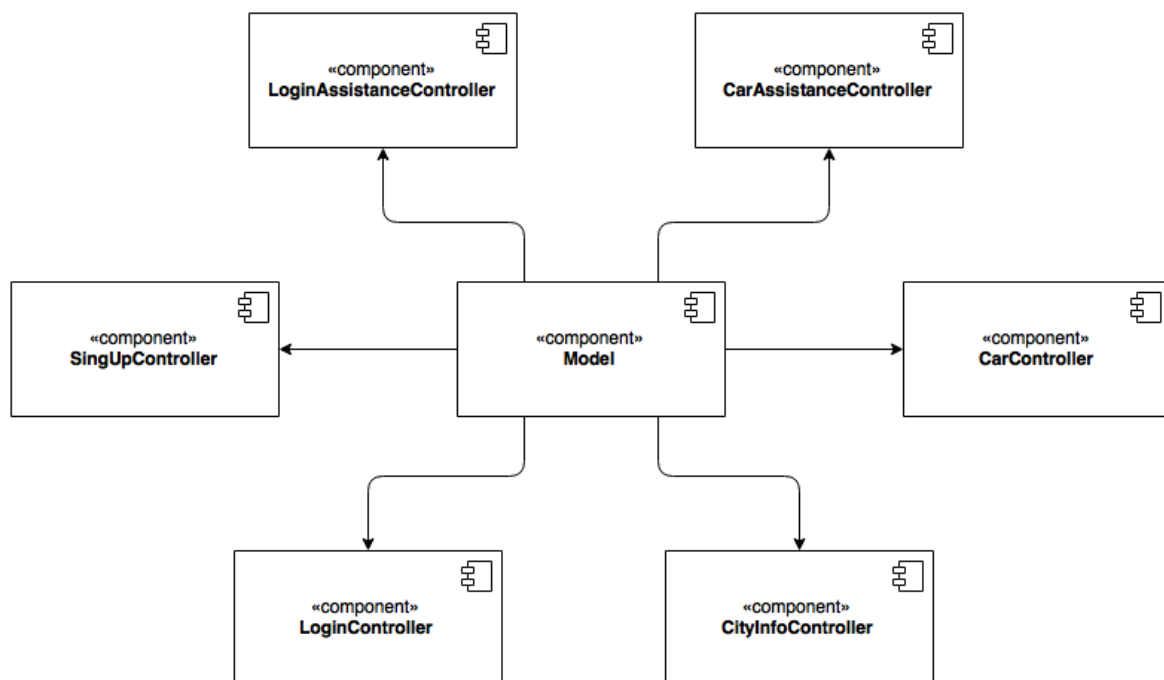 «component»
LoginAssistanceController
«component»
CarAssistanceController
«component»
SingUpController
«component»
Model
«component»
CarController
«component»
LoginController
«component»
CityInfoController